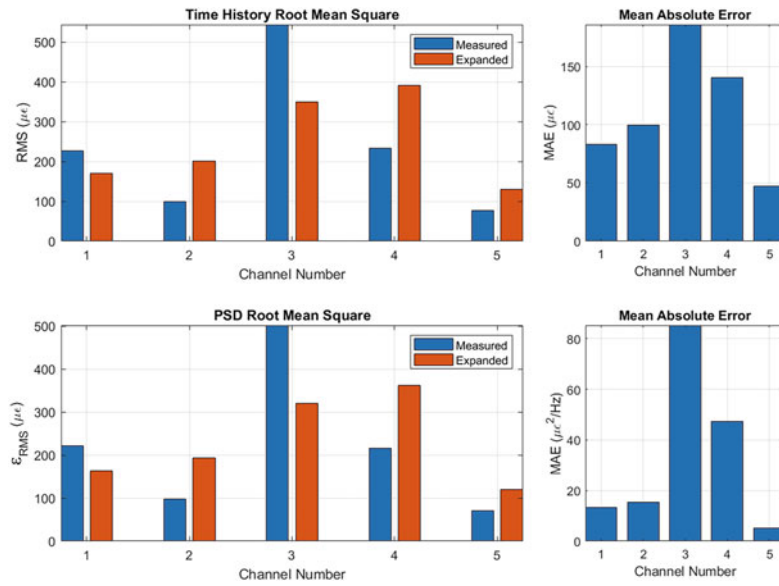 Time History Root Mean Square
500
400
300
200
100
0
RMS (με)
Measured
Expanded
1 2 3 4 5
Channel Number
Mean Absolute Error
150
100
50
0
MAE (με)
1 2 3 4 5
Channel Number
PSD Root Mean Square
500
400
300
200
100
0
εRMS (με)
Measured
Expanded
1 2 3 4 5
Channel Number
Mean Absolute Error
80
60
40
20
0
MAE (με²/Hz)
1 2 3 4 5
Channel Number